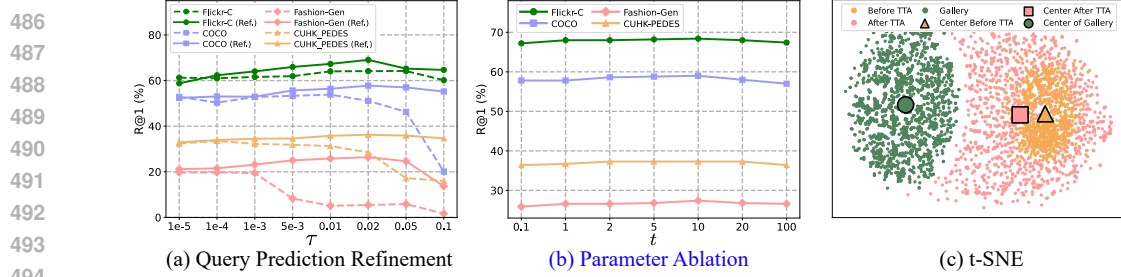 486
487
488
489
490
491
492
493
494
Flickr-C
Flickr-C (Ref.)
COCO
COCO (Ref.)
Fashion-Gen
Fashion-Gen (Ref.)
CUHK_PEDES
CUHK_PEDES (Ref,)
R@1 (%)
80
60
40
20
0
1e-5 1e-4 1e-3 5e-3 0.01 0.02 0.05 0.1
τ
(a) Query Prediction Refinement
Flickr-C
COCO
Fashion-Gen
CUHK-PEDES
R@1 (%)
70
60
50
40
30
0.1 1 2 5 10 20 100
t
(b) Parameter Ablation
Before TTA
After TTA
Gallery
Center Before TTA
Center After TTA
Center of Gallery
(c) t-SNE